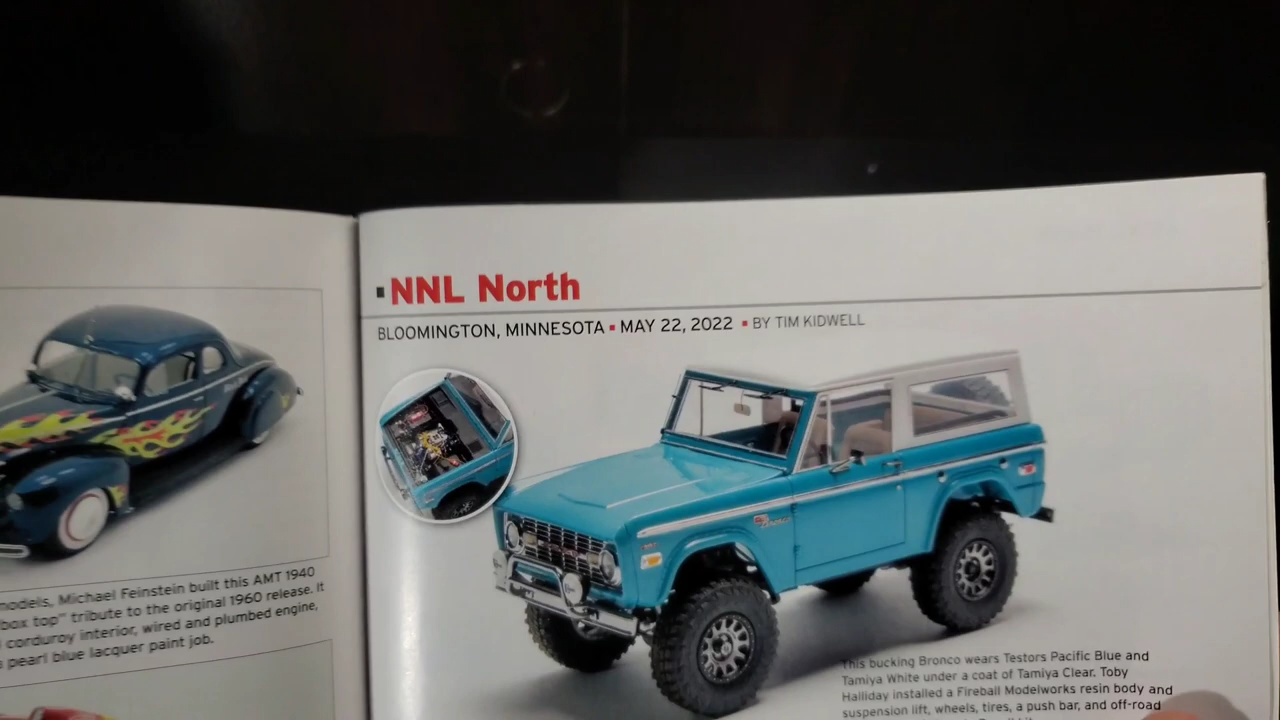 models, Michael Feinstein built this AMT 1940
box top" tribute to the original 1960 release. It
corduroy interior, wired and plumbed engine,
pearl blue lacquer paint job.
NNL North
BLOOMINGTON, MINNESOTA ▪ MAY 22, 2022 ▪ BY TIM KIDWELL
This bucking Bronco wears Testors Pacific Blue and
Tamiya White under a coat of Tamiya Clear. Toby
Halliday installed a Fireball Modelworks resin body and
suspension lift, wheels, tires, a push bar, and off-road